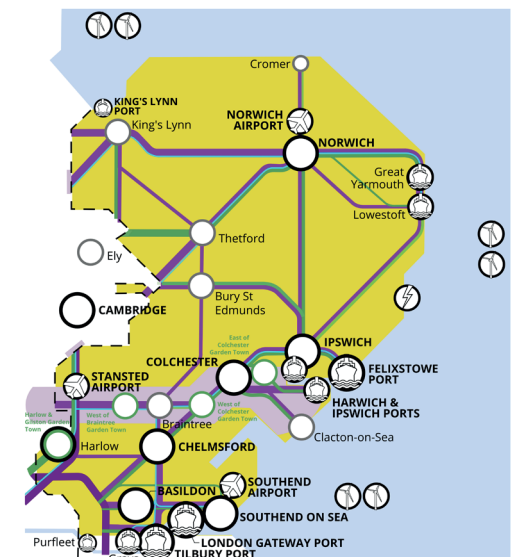 Cromer
KING'S LYNN
PORT
King's Lynn
NORWICH
AIRPORT
NORWICH
Great
Yarmouth
Lowestoft
Thetford
Ely
Bury St
Edmunds
CAMBRIDGE
East of
Colchester
Garden Town
IPSWICH
COLCHESTER
FELIXSTOWE
PORT
STANSTED
AIRPORT
HARWICH &
IPSWICH PORTS
Harlow &
Gilston Garden
Town
West of
Braintree
Garden Town
West of
Colchester
Garden Town
Braintree
Clacton-on-Sea
Harlow
CHELMSFORD
SOUTHEND
AIRPORT
BASILDON
SOUTHEND ON SEA
Purfleet
LONDON GATEWAY PORT
TILBURY PORT